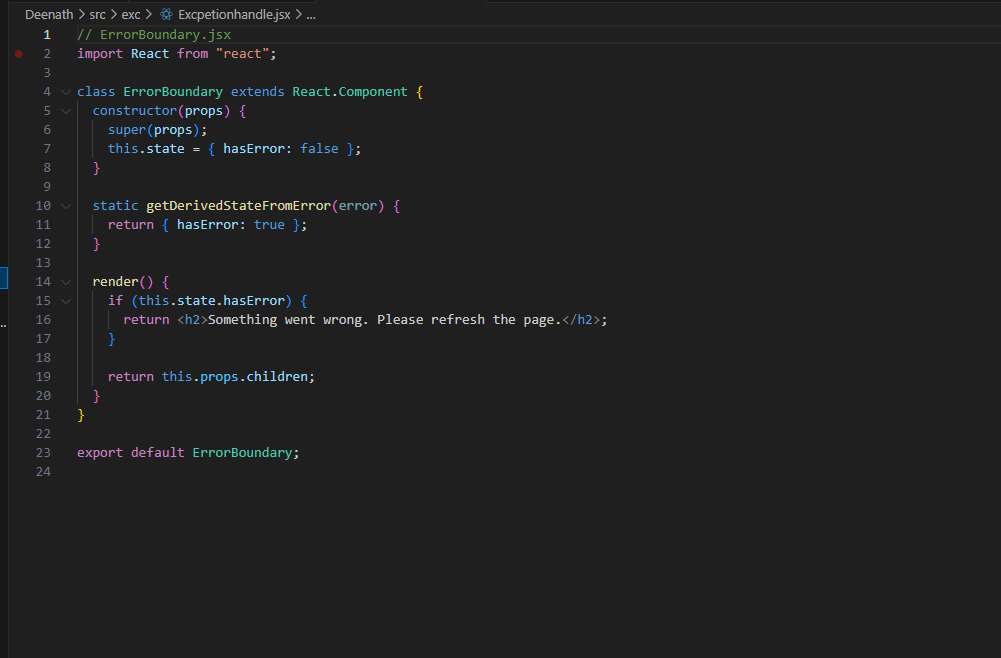 Deenath > src > exc > Excpetionhandle.jsx > ...
1 // ErrorBoundary.jsx
2 import React from "react";
3
4 class ErrorBoundary extends React.Component {
5 constructor(props) {
6 super(props);
7 this.state = { hasError: false };
8 }
9
10 static getDerivedStateFromError(error) {
11 return { hasError: true };
12 }
13
14 render() {
15 if (this.state.hasError) {
16 return <h2>Something went wrong. Please refresh the page.</h2>;
17 }
18
19 return this.props.children;
20 }
21 }
22
23 export default ErrorBoundary;
24